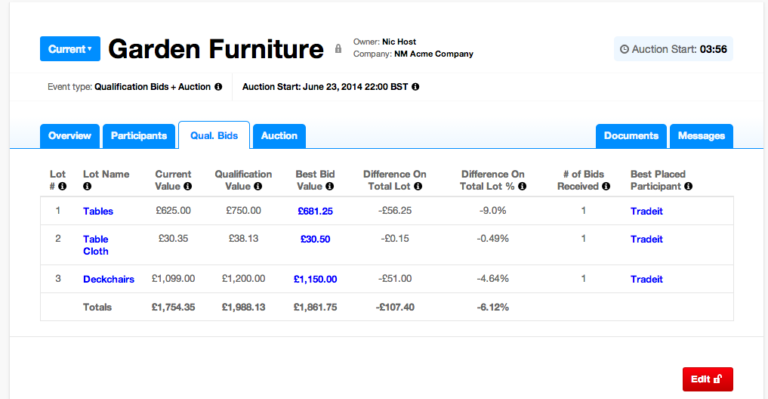 Current
Garden Furniture
Owner: Nic Host
Company: NM Acme Company
Auction Start: 03:56
Event type: Qualification Bids + Auction
Auction Start: June 23, 2014 22:00 BST
Overview Participants Qual. Bids Auction Documents Messages
Lot Lot Name Current Qualification Best Bid Difference On Difference On # of Bids Best Placed
# Value Value Value Total Lot Total Lot % Received Participant
1 Tables £625.00 £750.00 £681.25 -£56.25 -9.0% 1 Tradeit
2 Table £30.35 £38.13 £30.50 -£0.15 -0.49% 1 Tradeit
Cloth
3 Deckchairs £1,099.00 £1,200.00 £1,150.00 -£51.00 -4.64% 1 Tradeit
Totals £1,754.35 £1,988.13 £1,861.75 -£107.40 -6.12%
Edit